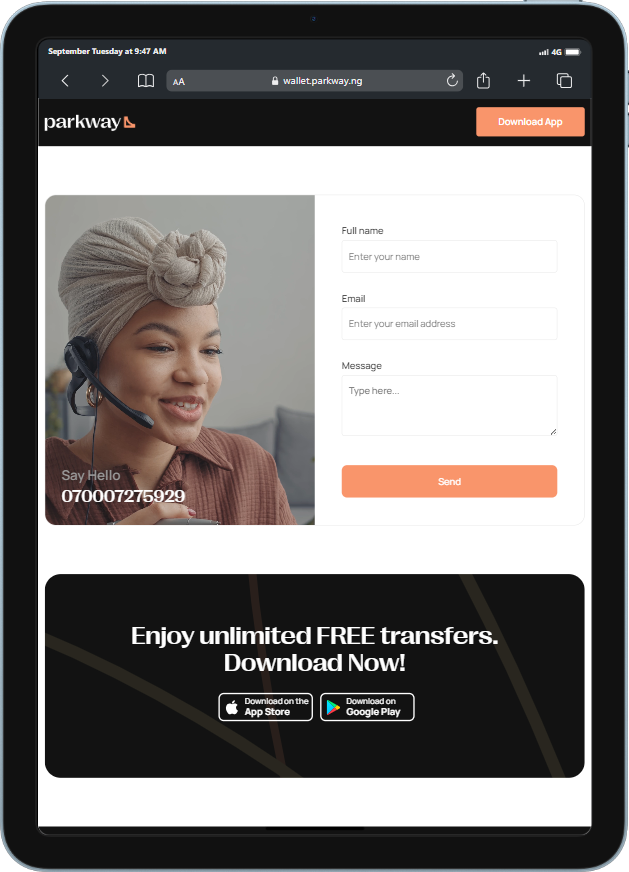 September Tuesday at 9:47 AM
4G
AA
wallet.parkway.ng
parkway
Download App
Full name
Enter your name
Email
Enter your email address
Message
Type here...
Send
Say Hello
070007275929
Enjoy unlimited FREE transfers.
Download Now!
Download on the
App Store
Download on
Google Play